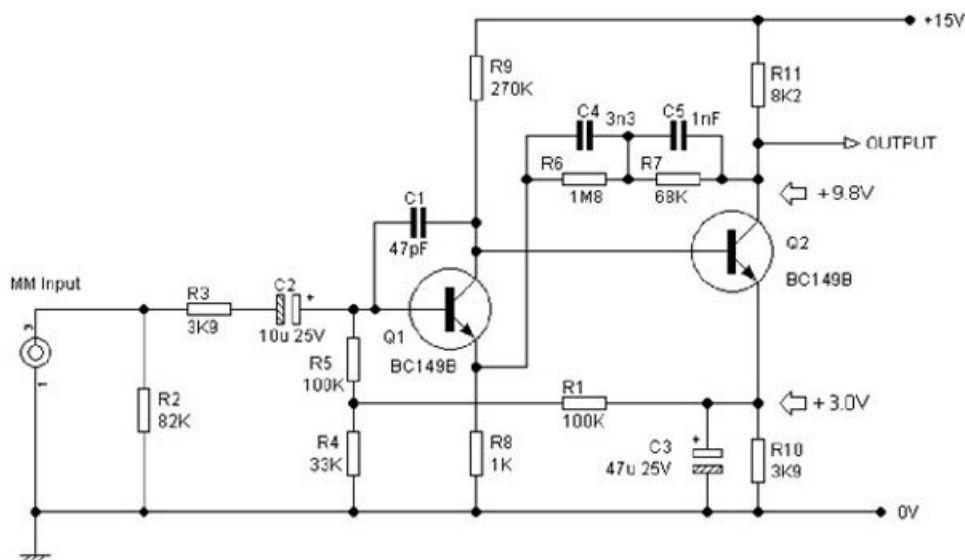 +15V
R9
270K
R11
8K2
C4
3n3
C5
1nF
OUTPUT
R6
1M8
R7
68K
+9.8V
C1
47pF
Q2
BC149B
MM Input
R3
3K9
C2
+
10u 25V
Q1
BC149B
R5
100K
R1
100K
+3.0V
2
1
R2
82K
R4
33K
R8
1K
+
C3
47u 25V
R10
3K9
0V